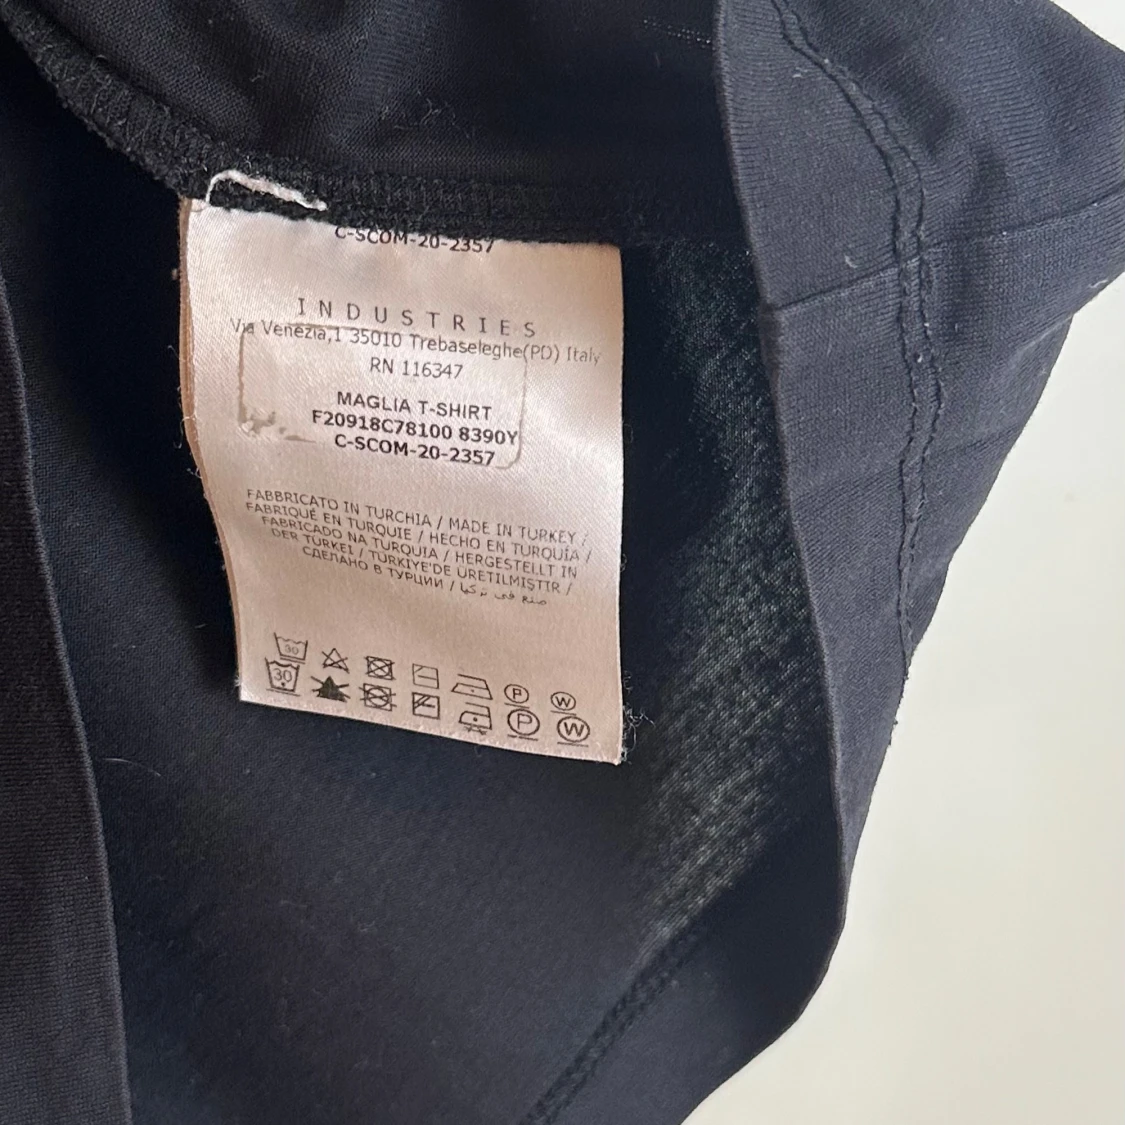 C-SCOM-20-2357
INDUSTRIES
Via Venezia,1 35010 Trebaseleghe(PD) Italy
RN 116347
MAGLIA T-SHIRT
F20918C78100 8390Y
C-SCOM-20-2357
FABBRICATO IN TURCHIA / MADE IN TURKEY /
FABRIQUÉ EN TURQUIE / HECHO EN TURQUÍA /
FABRICADO NA TURQUIA / HERGESTELLT IN
DER TÜRKEI / TÜRKIYE'DE ÜRETILMIŞTIR /
СДЕЛАНО В ТУРЦИИ / صنع في تركيا
30
P W
30
P W